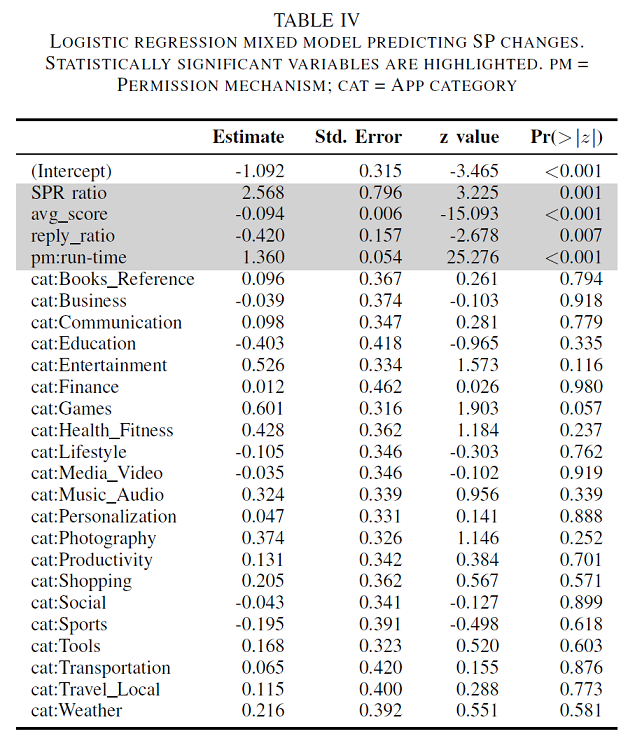 TABLE IV
LOGISTIC REGRESSION MIXED MODEL PREDICTING SP CHANGES.
STATISTICALLY SIGNIFICANT VARIABLES ARE HIGHLIGHTED. PM =
PERMISSION MECHANISM; CAT = APP CATEGORY
Estimate Std. Error z value Pr(>|z|)
(Intercept) -1.092 0.315 -3.465 <0.001
SPR ratio 2.568 0.796 3.225 0.001
avg_score -0.094 0.006 -15.093 <0.001
reply_ratio -0.420 0.157 -2.678 0.007
pm:run-time 1.360 0.054 25.276 <0.001
cat:Books_Reference 0.096 0.367 0.261 0.794
cat:Business -0.039 0.374 -0.103 0.918
cat:Communication 0.098 0.347 0.281 0.779
cat:Education -0.403 0.418 -0.965 0.335
cat:Entertainment 0.526 0.334 1.573 0.116
cat:Finance 0.012 0.462 0.026 0.980
cat:Games 0.601 0.316 1.903 0.057
cat:Health_Fitness 0.428 0.362 1.184 0.237
cat:Lifestyle -0.105 0.346 -0.303 0.762
cat:Media_Video -0.035 0.346 -0.102 0.919
cat:Music_Audio 0.324 0.339 0.956 0.339
cat:Personalization 0.047 0.331 0.141 0.888
cat:Photography 0.374 0.326 1.146 0.252
cat:Productivity 0.131 0.342 0.384 0.701
cat:Shopping 0.205 0.362 0.567 0.571
cat:Social -0.043 0.341 -0.127 0.899
cat:Sports -0.195 0.391 -0.498 0.618
cat:Tools 0.168 0.323 0.520 0.603
cat:Transportation 0.065 0.420 0.155 0.876
cat:Travel_Local 0.115 0.400 0.288 0.773
cat:Weather 0.216 0.392 0.551 0.581